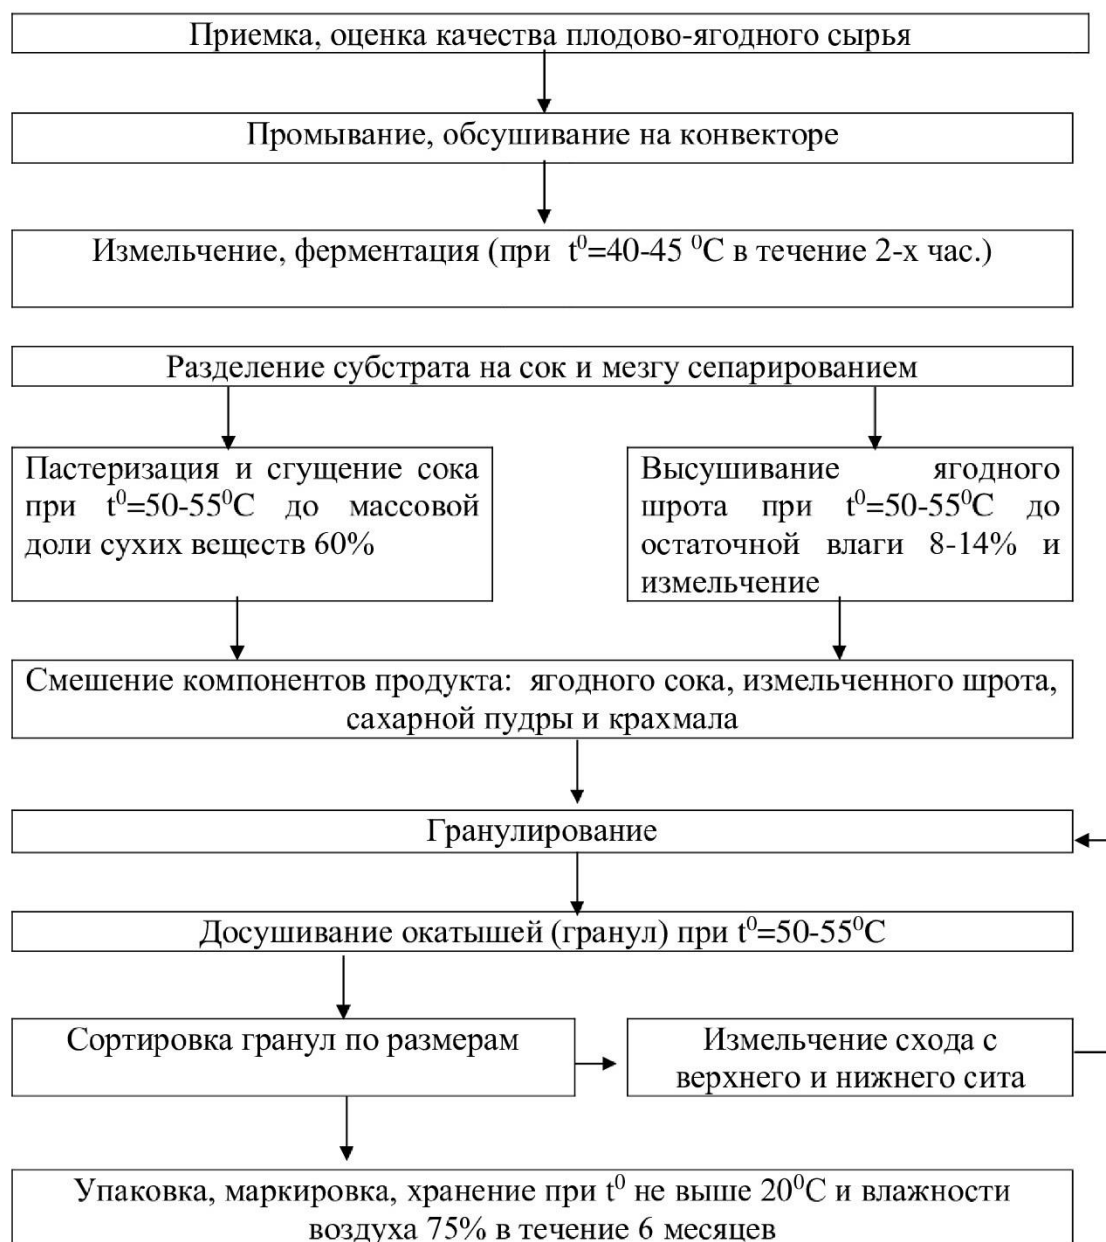 Приемка, оценка качества плодово-ягодного сырья
Промывание, обсушивание на конвекторе
Измельчение, ферментация (при t⁰=40-45 ⁰С в течение 2-х час.)
Разделение субстрата на сок и мезгу сепарированием
Пастеризация и сгущение сока
при t⁰=50-55⁰С до массовой
доли сухих веществ 60%
Высушивание ягодного
шрота при t⁰=50-55⁰С до
остаточной влаги 8-14% и
измельчение
Смешение компонентов продукта: ягодного сока, измельченного шрота,
сахарной пудры и крахмала
Гранулирование
Досушивание окатышей (гранул) при t⁰=50-55⁰С
Сортировка гранул по размерам
Измельчение схода с
верхнего и нижнего сита
Упаковка, маркировка, хранение при t⁰ не выше 20⁰С и влажности
воздуха 75% в течение 6 месяцев